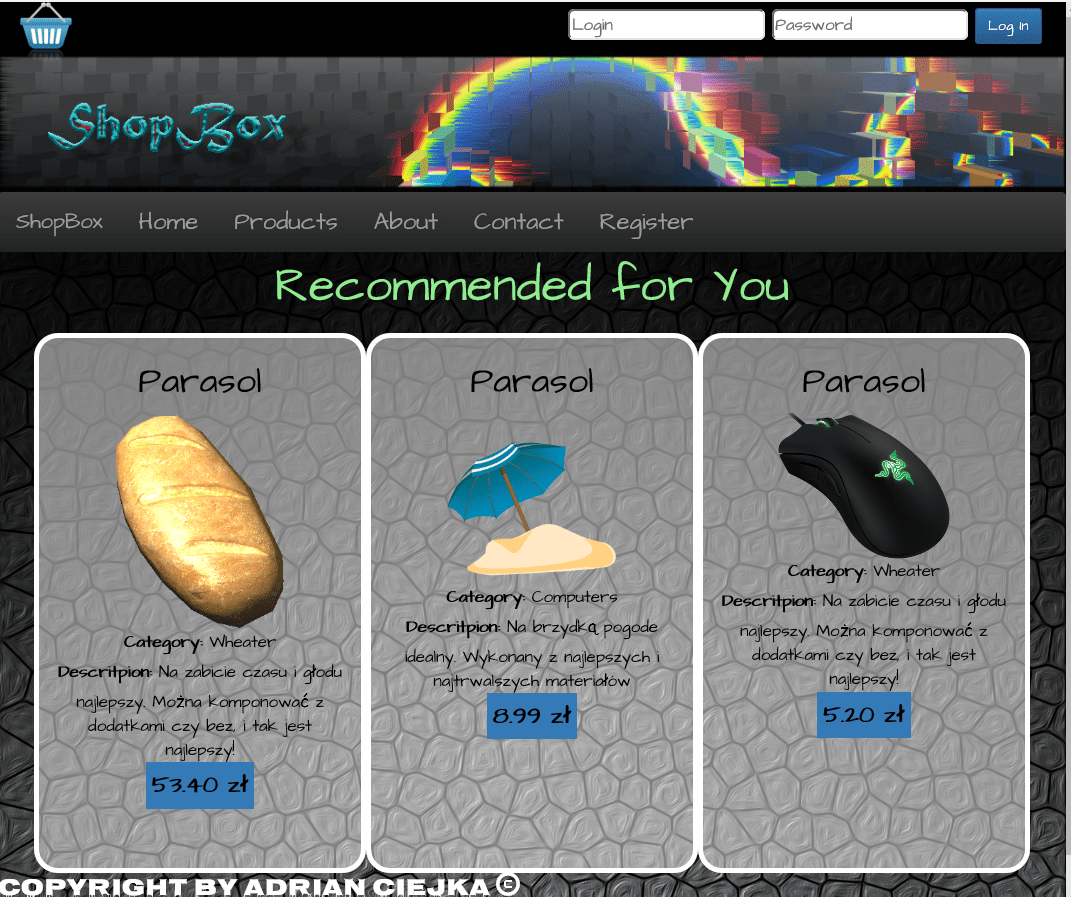 Login Password Log in
ShopBox
ShopBox Home Products About Contact Register
Recommended for You
Parasol
Category: Wheater
Descritpion: Na zabicie czasu i głodu
najlepszy. Można komponować z
dodatkami czy bez, i tak jest
najlepszy!
53.40 zł
Parasol
Category: Computers
Descritpion: Na brzydką pogode
idealny. Wykonany z najlepszych i
najtrwalszych materiałów
8.99 zł
Parasol
Category: Wheater
Descritpion: Na zabicie czasu i głodu
najlepszy. Można komponować z
dodatkami czy bez, i tak jest
najlepszy!
5.20 zł
COPYRIGHT BY ADRIAN CIEJKA ©